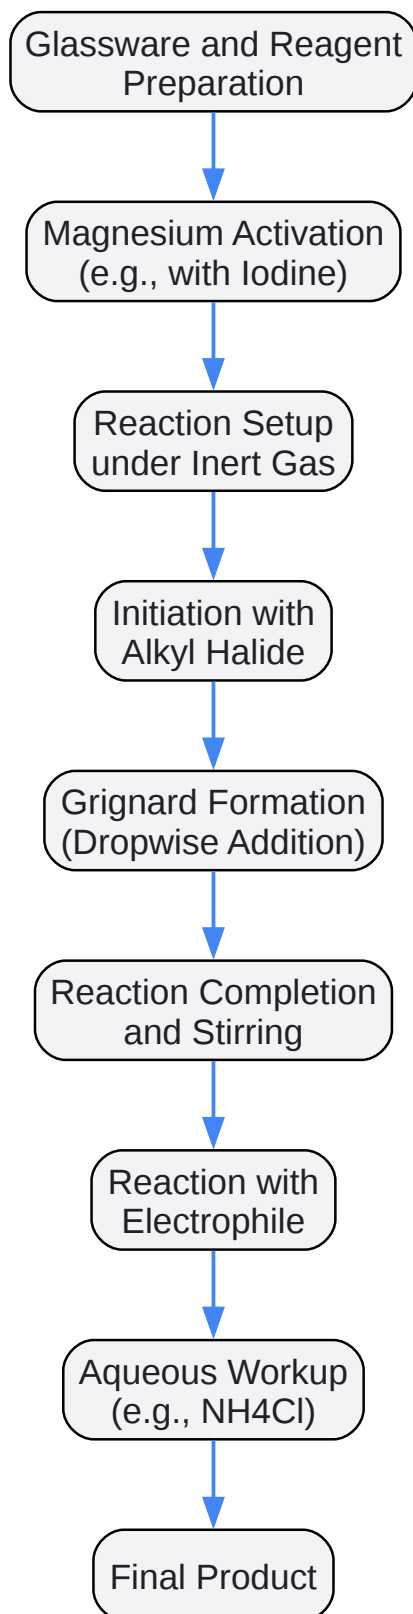 Glassware and Reagent
Preparation
Magnesium Activation
(e.g., with Iodine)
Reaction Setup
under Inert Gas
Initiation with
Alkyl Halide
Grignard Formation
(Dropwise Addition)
Reaction Completion
and Stirring
Reaction with
Electrophile
Aqueous Workup
(e.g., NH4Cl)
Final Product